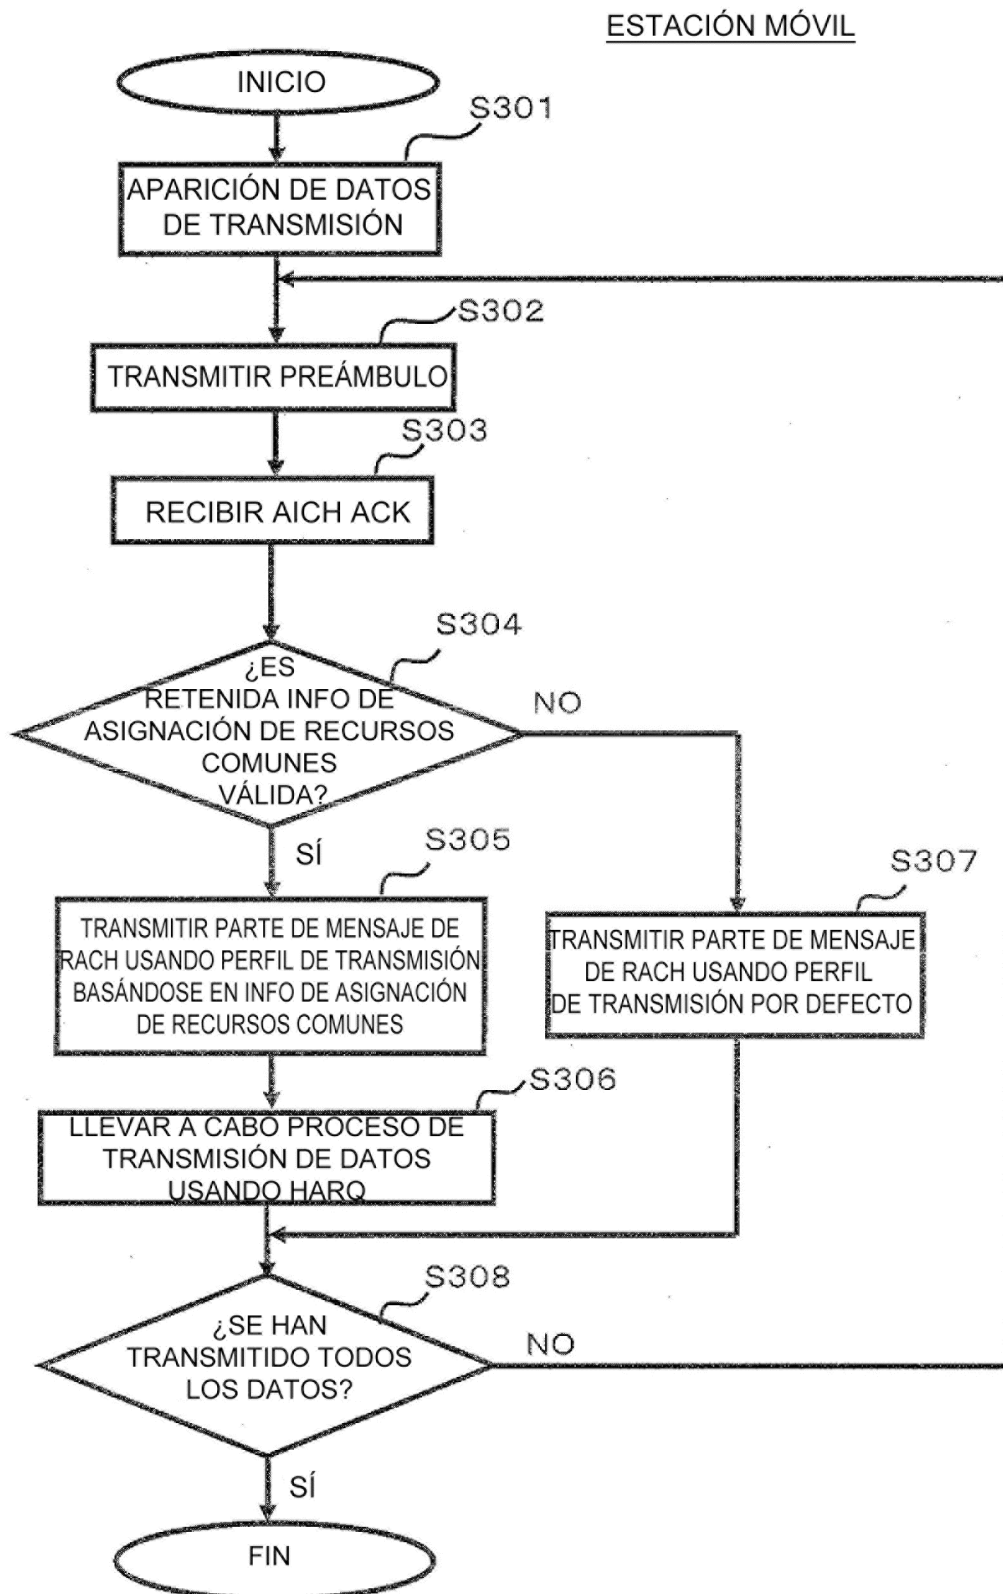 ESTACIÓN MÓVIL
INICIO
S301
APARICIÓN DE DATOS
DE TRANSMISIÓN
S302
TRANSMITIR PREÁMBULO
S303
RECIBIR AICH ACK
S304
¿ES
RETENIDA INFO DE
ASIGNACIÓN DE RECURSOS
COMUNES
VÁLIDA?
NO
SÍ
S305
TRANSMITIR PARTE DE MENSAJE DE
RACH USANDO PERFIL DE TRANSMISIÓN
BASÁNDOSE EN INFO DE ASIGNACIÓN
DE RECURSOS COMUNES
S307
TRANSMITIR PARTE DE MENSAJE
DE RACH USANDO PERFIL
DE TRANSMISIÓN POR DEFECTO
S306
LLEVAR A CABO PROCESO DE
TRANSMISIÓN DE DATOS
USANDO HARQ
S308
¿SE HAN
TRANSMITIDO TODOS
LOS DATOS?
NO
SÍ
FIN